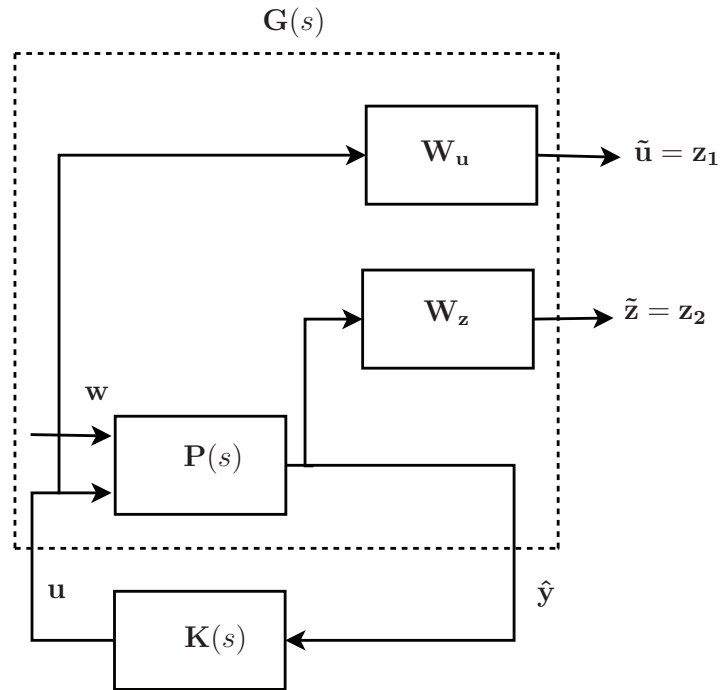 G(s)
W_u
ũ = z_1
W_z
z̃ = z_2
w
P(s)
u
ŷ
K(s)